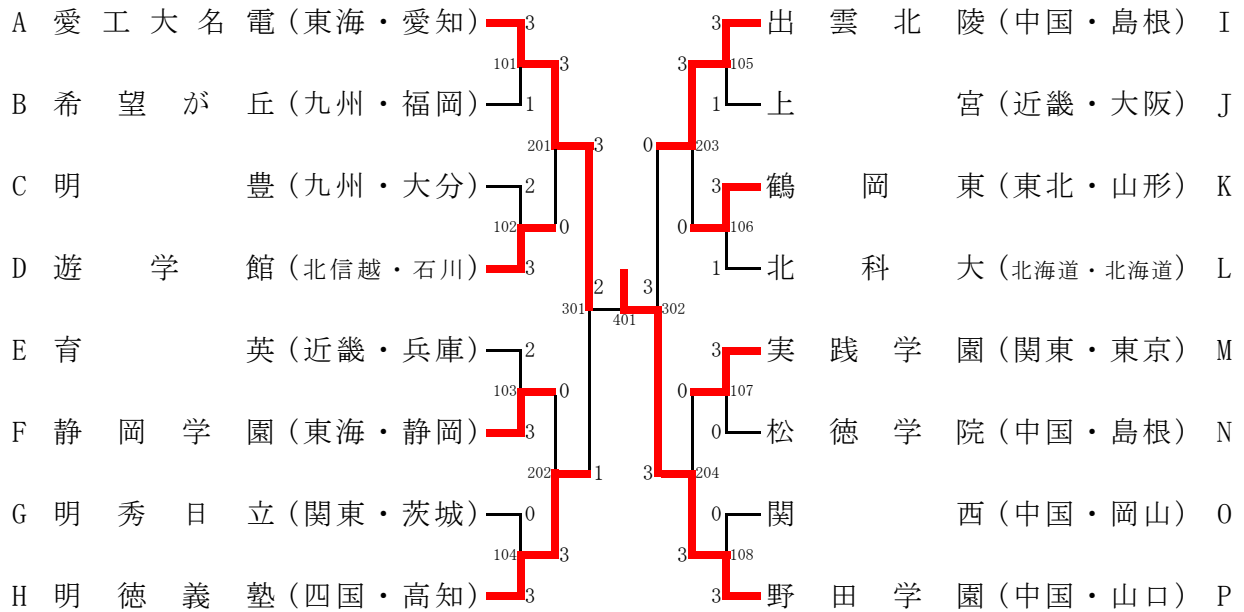 A 愛工大名電(東海・愛知) 3 3 出雲北陵(中国・島根) I
101 3 3 105
B 希望が丘(九州・福岡) 1 1 上宮(近畿・大阪) J
201 3 0 203
C 明豊(九州・大分) 2 3 鶴岡東(東北・山形) K
102 0 0 106
D 遊学館(北信越・石川) 3 1 北科大(北海道・北海道) L
2 3
301 401 302
E 育英(近畿・兵庫) 2 3 実践学園(関東・東京) M
103 0 0 107
F 静岡学園(東海・静岡) 3 0 松徳学院(中国・島根) N
202 1 3 204
G 明秀日立(関東・茨城) 0 0 関西(中国・岡山) O
104 3 3 108
H 明徳義塾(四国・高知) 3 3 野田学園(中国・山口) P